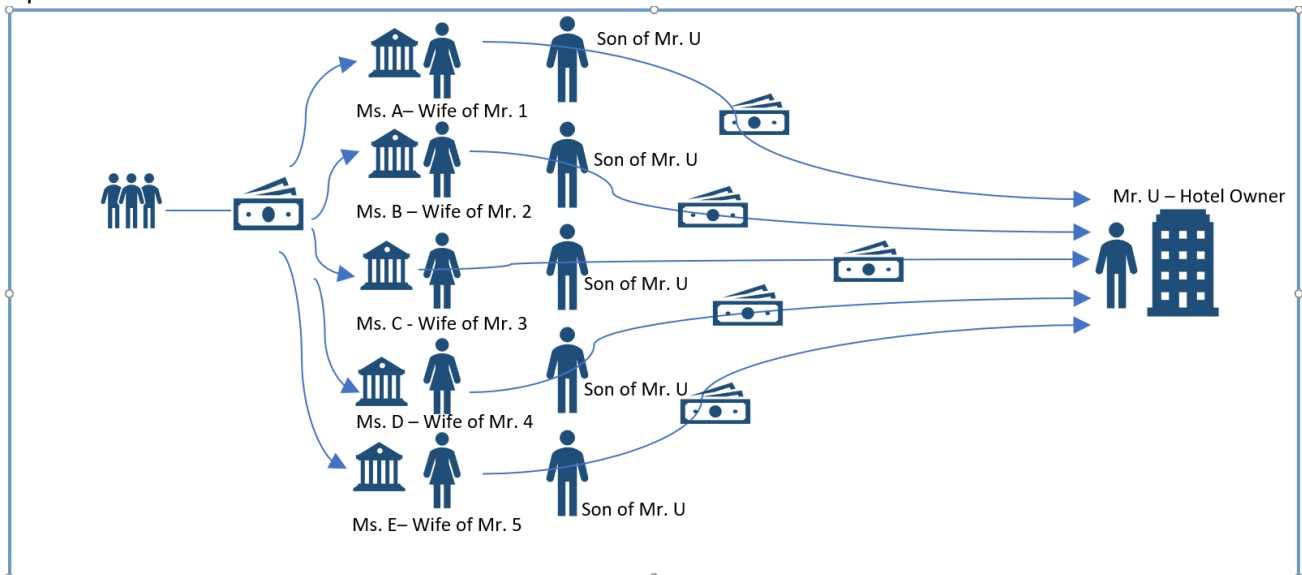 Son of Mr. U
Ms. A– Wife of Mr. 1
Son of Mr. U
Mr. U – Hotel Owner
Ms. B – Wife of Mr. 2
Son of Mr. U
Ms. C - Wife of Mr. 3
Son of Mr. U
Ms. D – Wife of Mr. 4
Son of Mr. U
Ms. E– Wife of Mr. 5